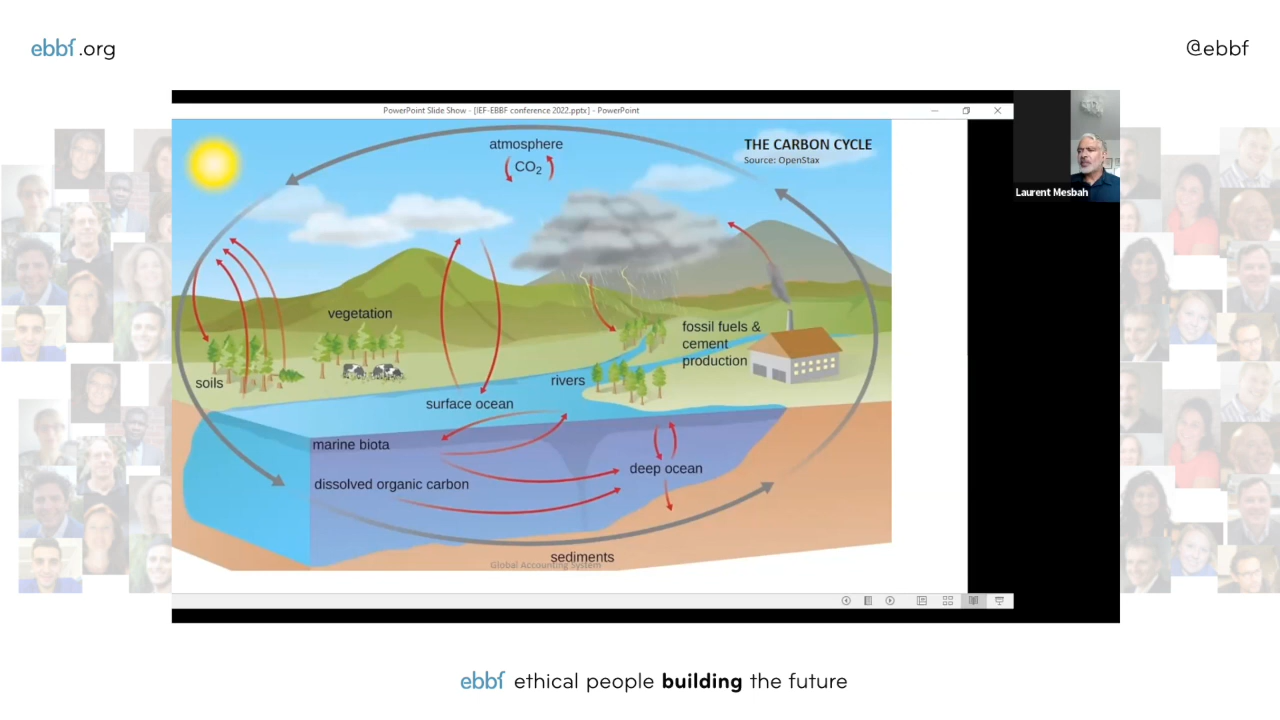 ebbf.org
@ebbf
PowerPoint Slide Show - [IEF-EBBF conference 2022.pptx] - PowerPoint
THE CARBON CYCLE
Source: OpenStax
atmosphere
CO₂
Laurent Mesbah
vegetation
fossil fuels &
cement
production
soils
rivers
surface ocean
marine biota
deep ocean
dissolved organic carbon
sediments
Global Accounting System
ebbf ethical people building the future